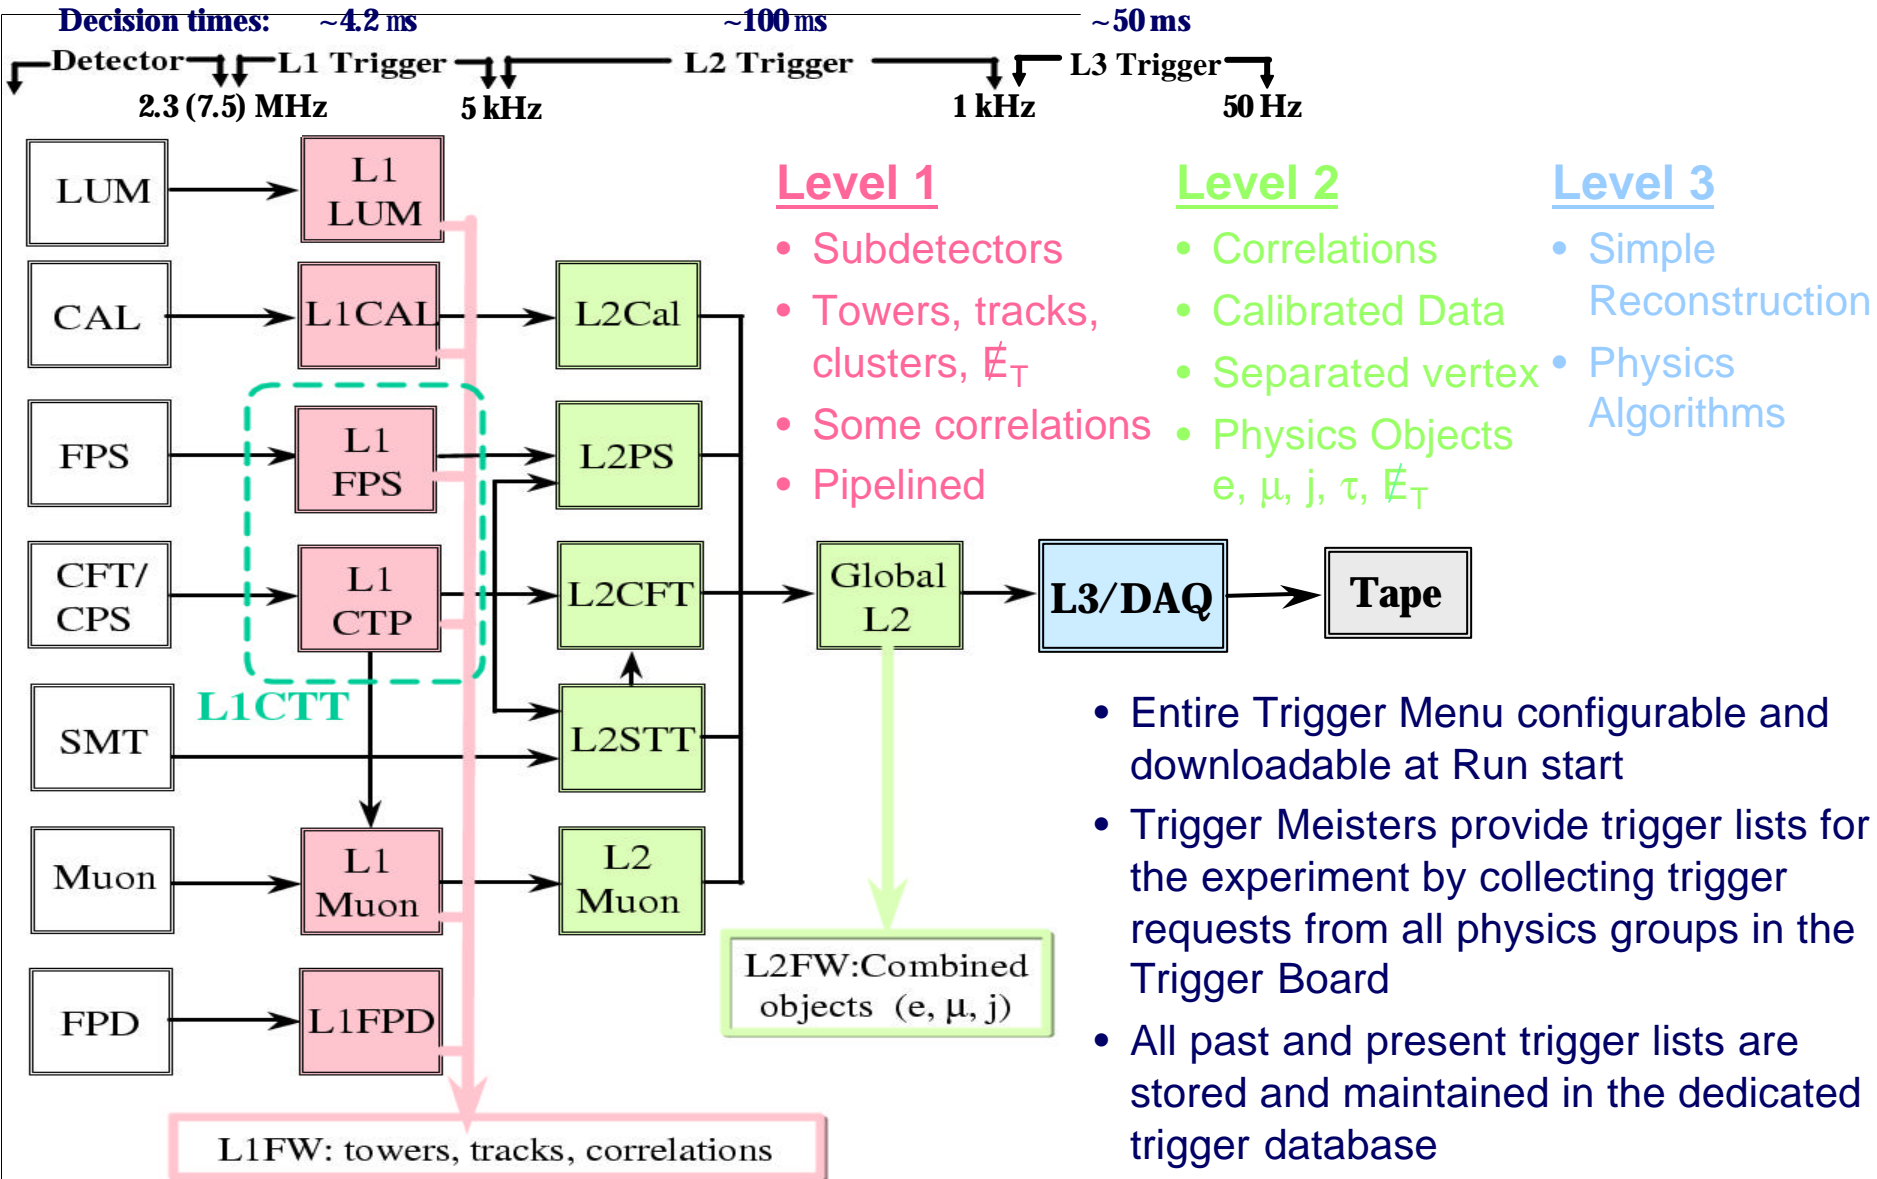 Decision times: ~4.2 ms ~100 ms ~50 ms
Detector L1 Trigger L2 Trigger L3 Trigger
2.3 (7.5) MHz 5 kHz 1 kHz 50 Hz
LUM
L1
LUM
CAL
L1CAL
L2Cal
FPS
L1
FPS
L2PS
CFT/
CPS
L1
CTP
L2CFT
Global
L2
L3/DAQ
Tape
L1CTT
SMT
L2STT
Muon
L1
Muon
L2
Muon
FPD
L1FPD
L2FW:Combined
objects (e, μ, j)
L1FW: towers, tracks, correlations
Level 1
• Subdetectors
• Towers, tracks,
clusters, E̸T
• Some correlations
• Pipelined
Level 2
• Correlations
• Calibrated Data
• Separated vertex
• Physics Objects
e, μ, j, τ, E̸T
Level 3
• Simple
Reconstruction
• Physics
Algorithms
• Entire Trigger Menu configurable and
downloadable at Run start
• Trigger Meisters provide trigger lists for
the experiment by collecting trigger
requests from all physics groups in the
Trigger Board
• All past and present trigger lists are
stored and maintained in the dedicated
trigger database